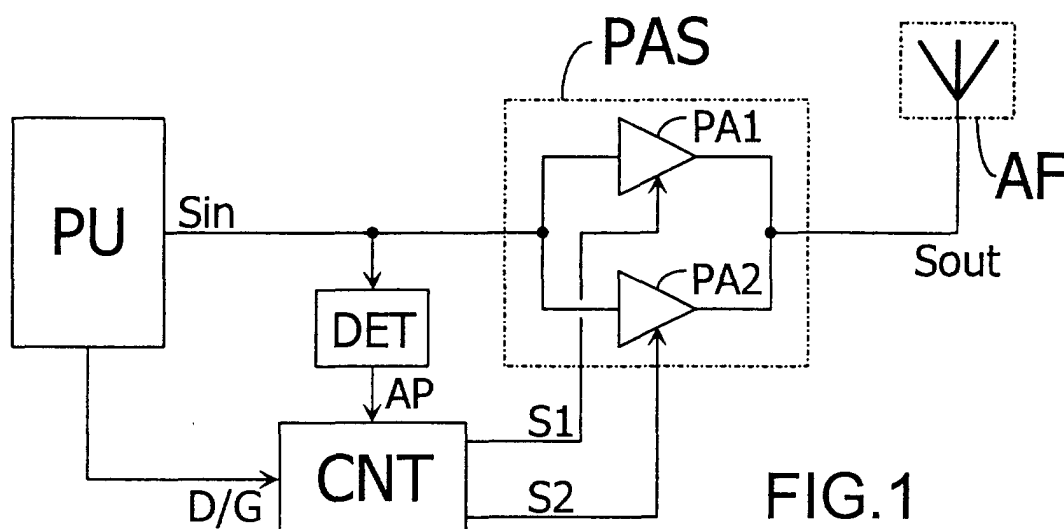 PAS
PA1
AF
Sin
PU
Sout
PA2
DET
AP
S1
CNT
D/G
S2
FIG.1